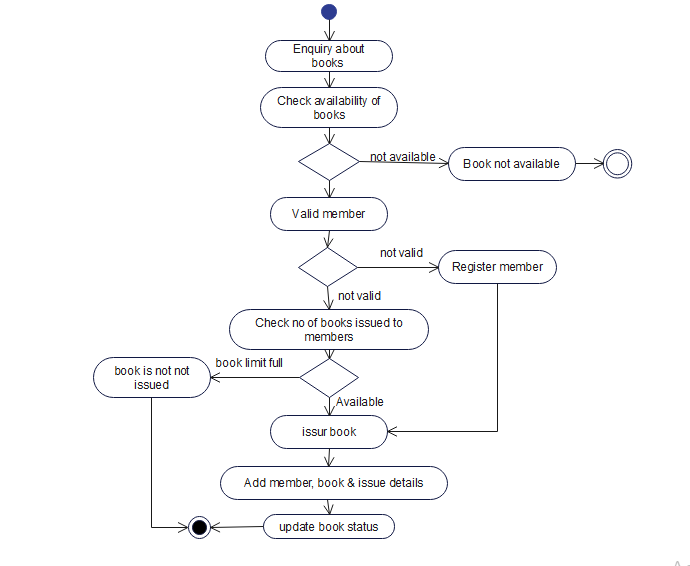 Enquiry about
books
Check availability of
books
not available
Book not available
Valid member
not valid
Register member
not valid
Check no of books issued to
members
book limit full
book is not not
issued
Available
issur book
Add member, book & issue details
update book status